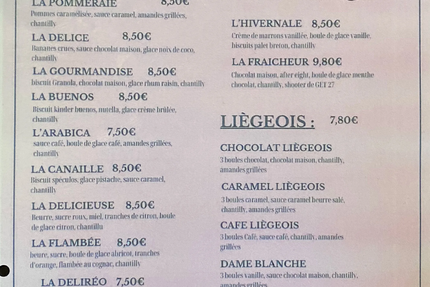 LA POMMERAIE 8,50€
Pommes caramélisée, sauce caramel, amandes grillées,
chantilly
LA DELICE 8,50€
Bananes crues, sauce chocolat maison, glace noix de coco,
chantilly
LA GOURMANDISE 8,50€
biscuit Granola, chocolat maison, glace rhum raisin, chantilly
LA BUENOS 8,50€
Biscuit kinder buenos, nutella, glace crème brûlée,
chantilly
L'ARABICA 7,50€
sauce café, boule de glace café, amandes grillées,
chantilly
LA CANAILLE 8,50€
Biscuit spéculos, glace pistache, sauce caramel,
chantilly
LA DELICIEUSE 8,50€
Beurre, sucre roux, miel, tranches de citron, boule
de glace citron, chantilly
LA FLAMBÉE 8,50€
beurre, sucre, boule de glace abricot, tranches
d'orange, flambée au cognac, chantilly
LA DELIRÉO 7,50€
L'HIVERNALE 8,50€
Crème de marrons vanillée, boule de glace vanille,
biscuits palet breton, chantilly
LA FRAICHEUR 9,80€
Chocolat maison, after eight, boule de glace menthe
chocolat, chantilly, shooter de GET 27
LIÈGEOIS : 7,80€
CHOCOLAT LIÉGEOIS
3 boules chocolat, chocolat maison, chantilly,
amandes grillées
CARAMEL LIÉGEOIS
3 boules caramel, sauce caramel beurre salé,
chantilly, amandes grillées
CAFE LIÉGEOIS
3 boules Café, sauce café, chantilly, amandes
grillées
DAME BLANCHE
3 boules vanille, sauce chocolat maison, chantilly,
amandes grillées